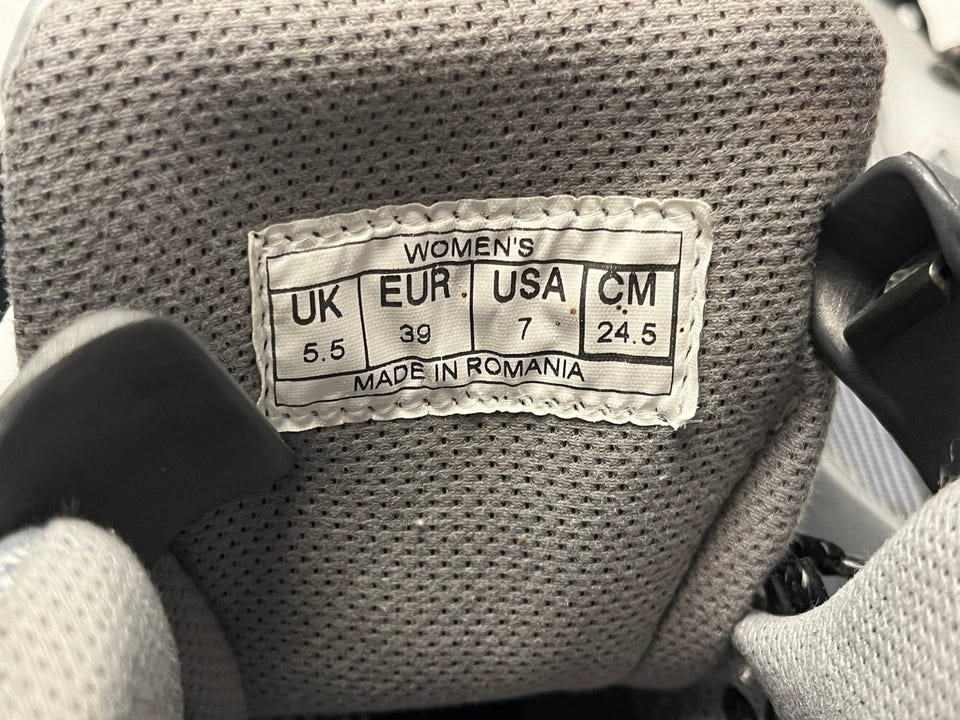 WOMEN'S
UK EUR USA CM
5.5 39 7 24.5
MADE IN ROMANIA